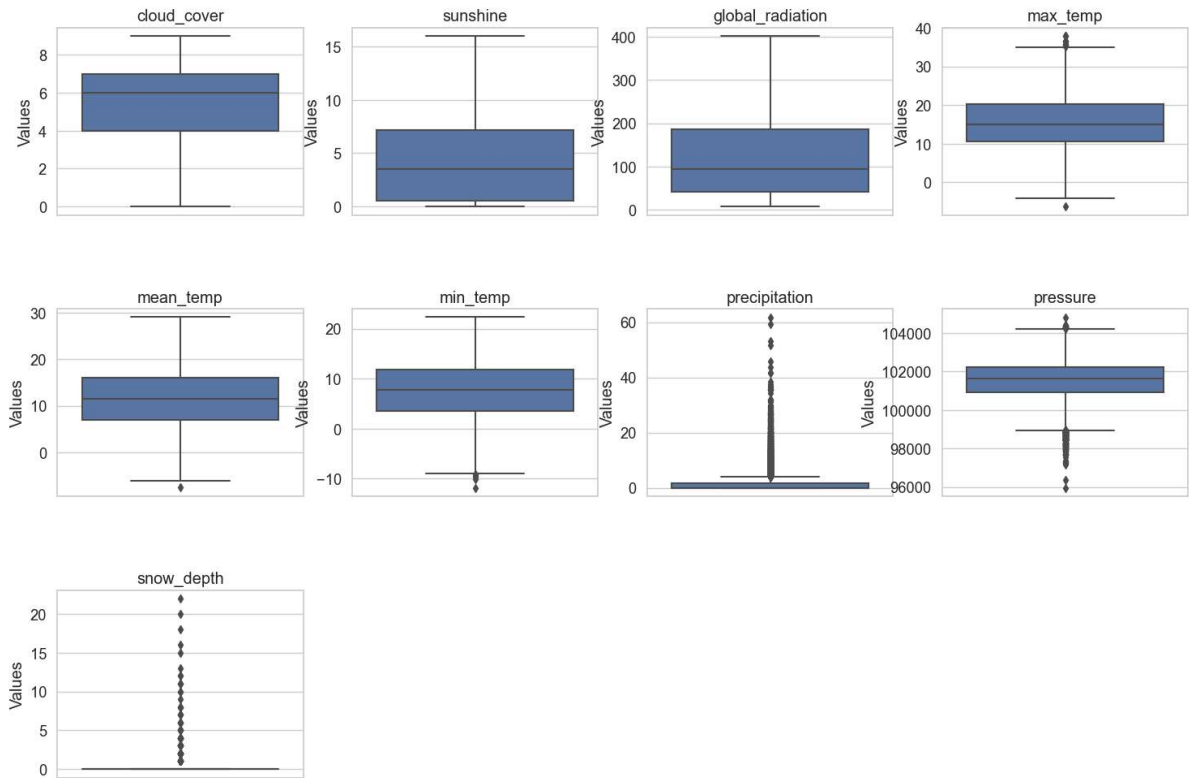 cloud_cover
Values
8
6
4
2
0
sunshine
Values
15
10
5
0
global_radiation
Values
400
300
200
100
0
max_temp
Values
40
30
20
10
0
mean_temp
Values
30
20
10
0
min_temp
Values
20
10
0
−10
precipitation
Values
60
40
20
0
pressure
Values
104000
102000
100000
98000
96000
snow_depth
Values
20
15
10
5
0